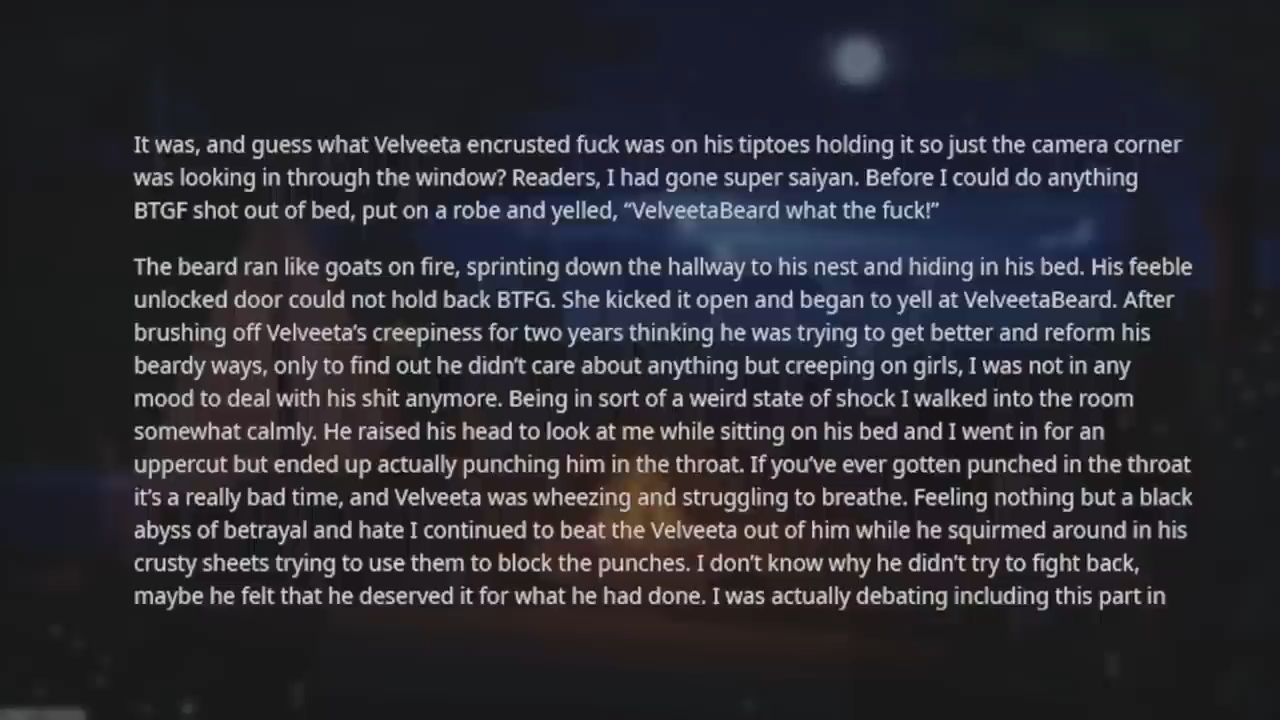 It was, and guess what Velveeta encrusted fuck was on his tiptoes holding it so just the camera corner
was looking in through the window? Readers, I had gone super saiyan. Before I could do anything
BTGF shot out of bed, put on a robe and yelled, “VelveetaBeard what the fuck!”
The beard ran like goats on fire, sprinting down the hallway to his nest and hiding in his bed. His feeble
unlocked door could not hold back BTFG. She kicked it open and began to yell at VelveetaBeard. After
brushing off Velveeta’s creepiness for two years thinking he was trying to get better and reform his
beardy ways, only to find out he didn’t care about anything but creeping on girls, I was not in any
mood to deal with his shit anymore. Being in sort of a weird state of shock I walked into the room
somewhat calmly. He raised his head to look at me while sitting on his bed and I went in for an
uppercut but ended up actually punching him in the throat. If you’ve ever gotten punched in the throat
it’s a really bad time, and Velveeta was wheezing and struggling to breathe. Feeling nothing but a black
abyss of betrayal and hate I continued to beat the Velveeta out of him while he squirmed around in his
crusty sheets trying to use them to block the punches. I don’t know why he didn’t try to fight back,
maybe he felt that he deserved it for what he had done. I was actually debating including this part in